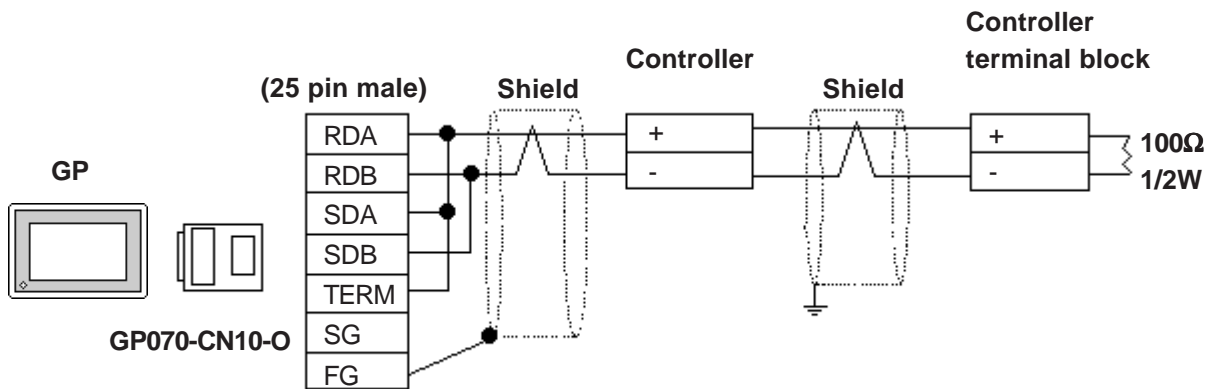 Controller
Controller terminal block
(25 pin male) Shield Shield
RDA + + 100Ω
GP RDB - - 1/2W
SDA
SDB
TERM
GP070-CN10-O SG
FG